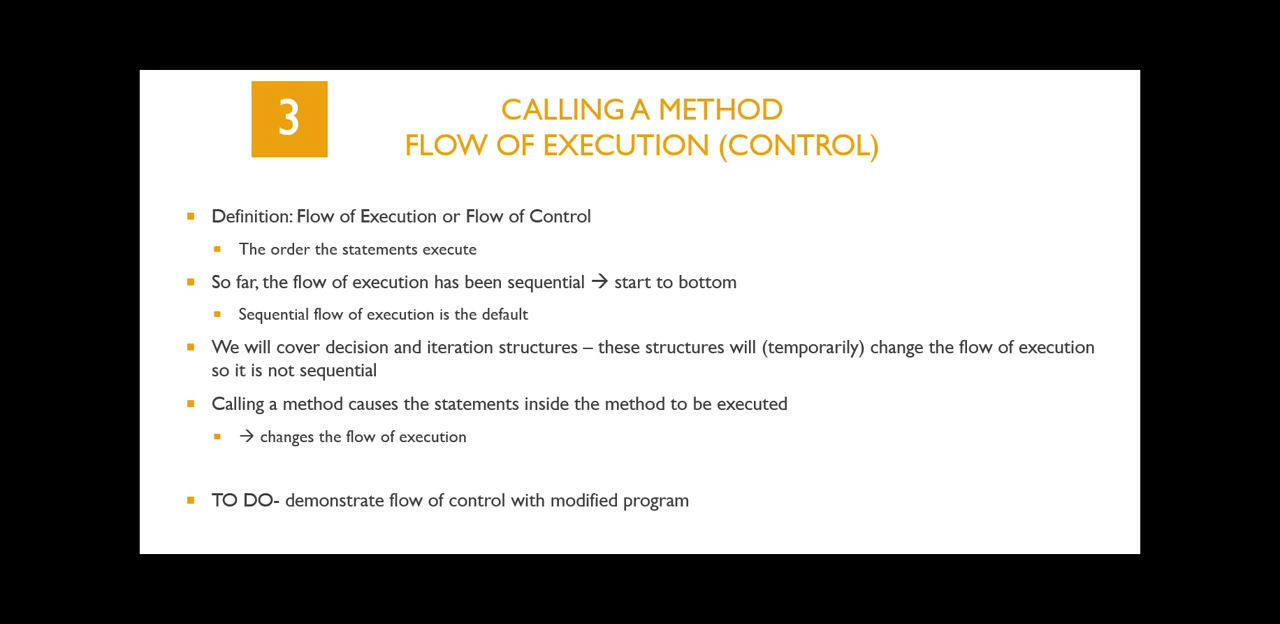 3
CALLING A METHOD
FLOW OF EXECUTION (CONTROL)
Definition: Flow of Execution or Flow of Control
The order the statements execute
So far, the flow of execution has been sequential → start to bottom
Sequential flow of execution is the default
We will cover decision and iteration structures – these structures will (temporarily) change the flow of execution
so it is not sequential
Calling a method causes the statements inside the method to be executed
→ changes the flow of execution
TO DO- demonstrate flow of control with modified program